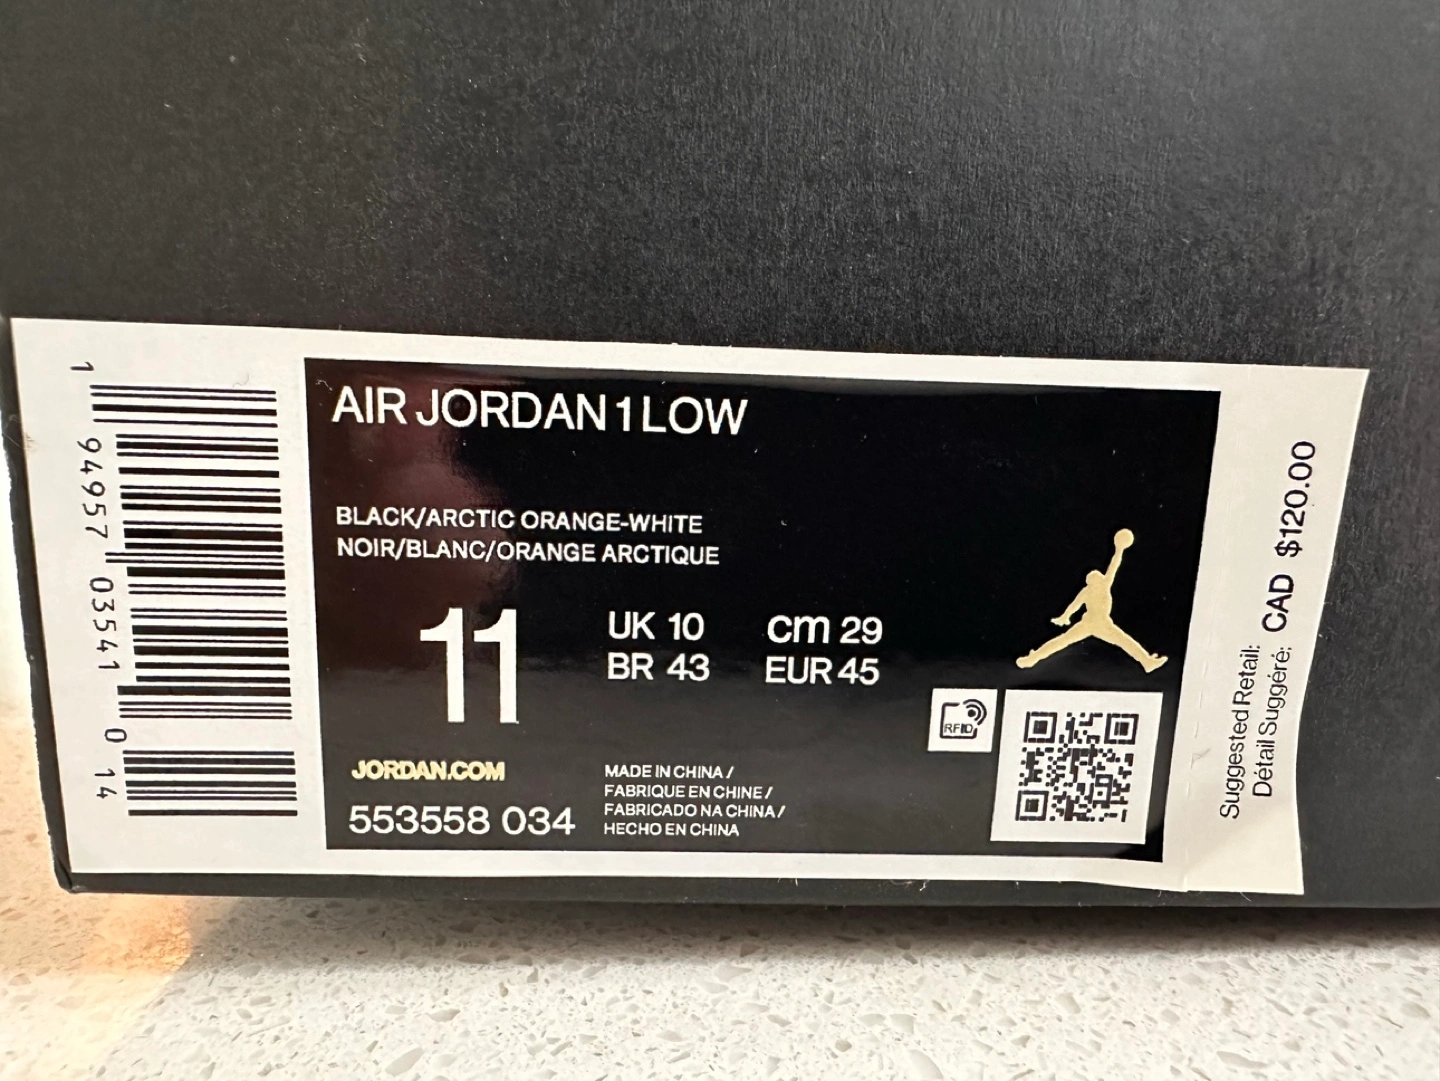 1 94957 03541 0 14
AIR JORDAN 1 LOW
BLACK/ARCTIC ORANGE-WHITE
NOIR/BLANC/ORANGE ARCTIQUE
11
UK 10
BR 43
cm 29
EUR 45
JORDAN.COM
553558 034
MADE IN CHINA /
FABRIQUE EN CHINE /
FABRICADO NA CHINA /
HECHO EN CHINA
RFID
Suggested Retail:
Détail Suggéré: CAD $120.00